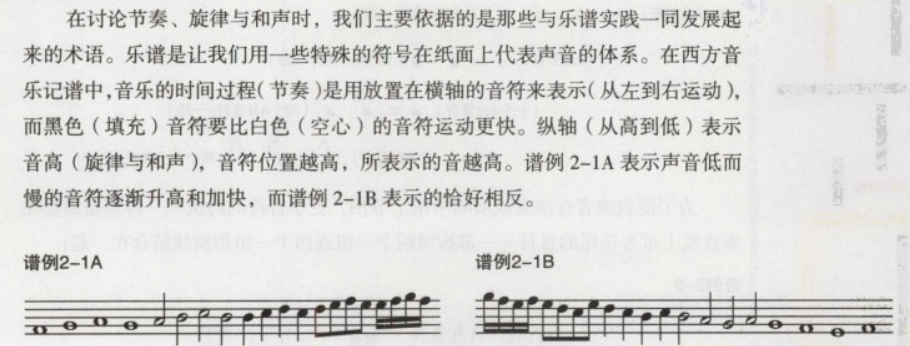 在讨论节奏、旋律与和声时，我们主要依据的是那些与乐谱实践一同发展起
来的术语。乐谱是让我们用一些特殊的符号在纸面上代表声音的体系。在西方音
乐记谱中，音乐的时间过程（节奏）是用放置在横轴的音符来表示（从左到右运动），
而黑色（填充）音符要比白色（空心）的音符运动更快。纵轴（从高到低）表示
音高（旋律与和声），音符位置越高，所表示的音越高。谱例 2-1A 表示声音低而
慢的音符逐渐升高和加快，而谱例 2-1B 表示的恰好相反。
谱例2-1A
谱例2-1B